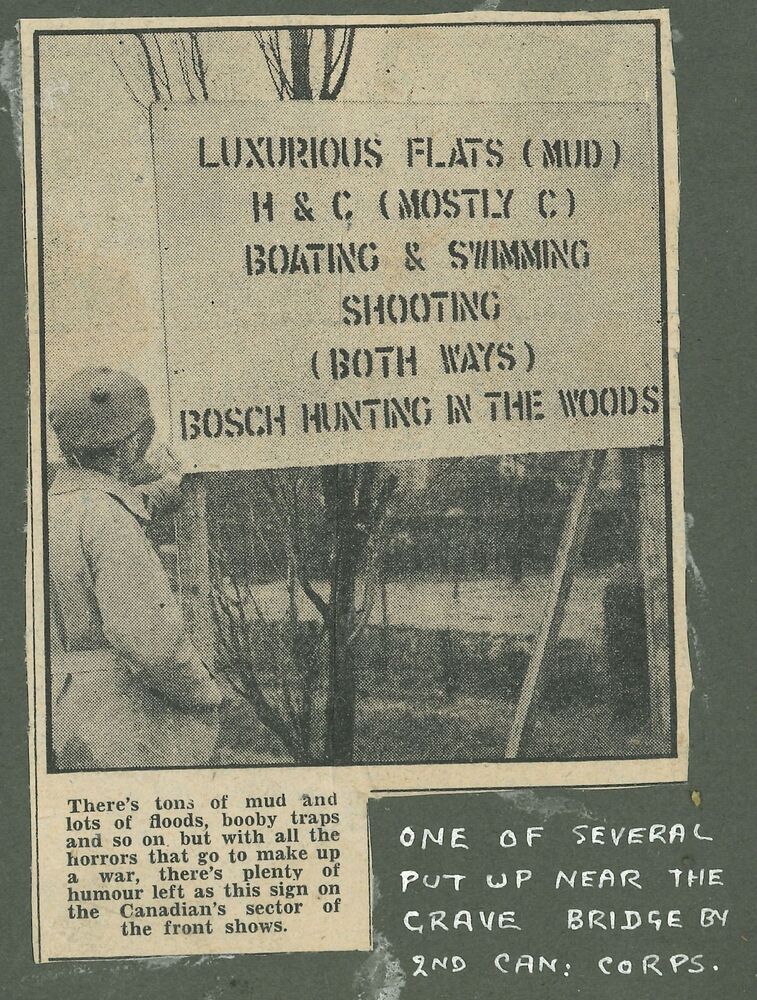 LUXURIOUS FLATS (MUD)
H & C (MOSTLY C)
BOATING & SWIMMING
SHOOTING
(BOTH WAYS)
BOSCH HUNTING IN THE WOODS
There's tons of mud and
lots of floods, booby traps
and so on, but with all the
horrors that go to make up
a war, there's plenty of
humour left as this sign on
the Canadian's sector of
the front shows.
ONE OF SEVERAL
PUT UP NEAR THE
GRAVE BRIDGE BY
2ND CAN: CORPS.